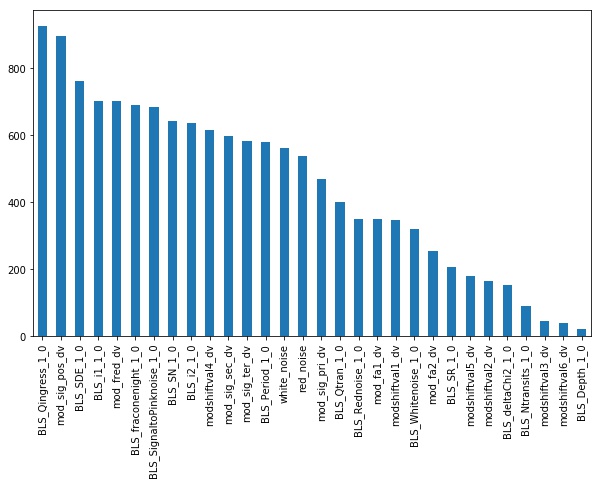 800
600
400
200
0
BLS_Qingress_1_0
mod_sig_pos_dv
BLS_SDE_1_0
BLS_i1_1_0
mod_fred_dv
BLS_fraconenight_1_0
BLS_SignaltoPinknoise_1_0
BLS_SN_1_0
BLS_i2_1_0
modshiftval4_dv
mod_sig_sec_dv
mod_sig_ter_dv
BLS_Period_1_0
white_noise
red_noise
mod_sig_pri_dv
BLS_Qtran_1_0
BLS_Rednoise_1_0
mod_fa1_dv
modshiftval1_dv
BLS_Whitenoise_1_0
mod_fa2_dv
BLS_SR_1_0
modshiftval5_dv
modshiftval2_dv
BLS_deltaChi2_1_0
BLS_Ntransits_1_0
modshiftval3_dv
modshiftval6_dv
BLS_Depth_1_0